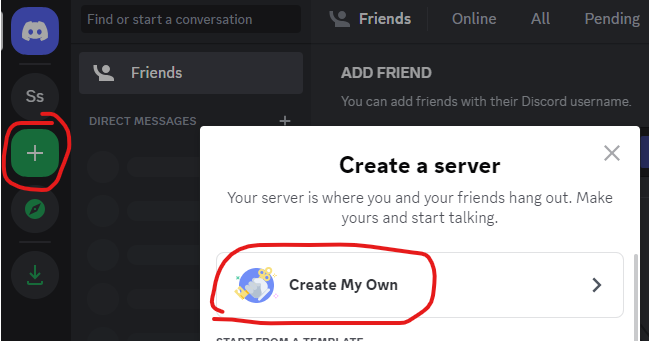 Find or start a conversation
Friends
Online
All
Pending
Friends
Ss
DIRECT MESSAGES
ADD FRIEND
You can add friends with their Discord username.
Create a server
Your server is where you and your friends hang out. Make
yours and start talking.
Create My Own
START FROM A TEMPLATE